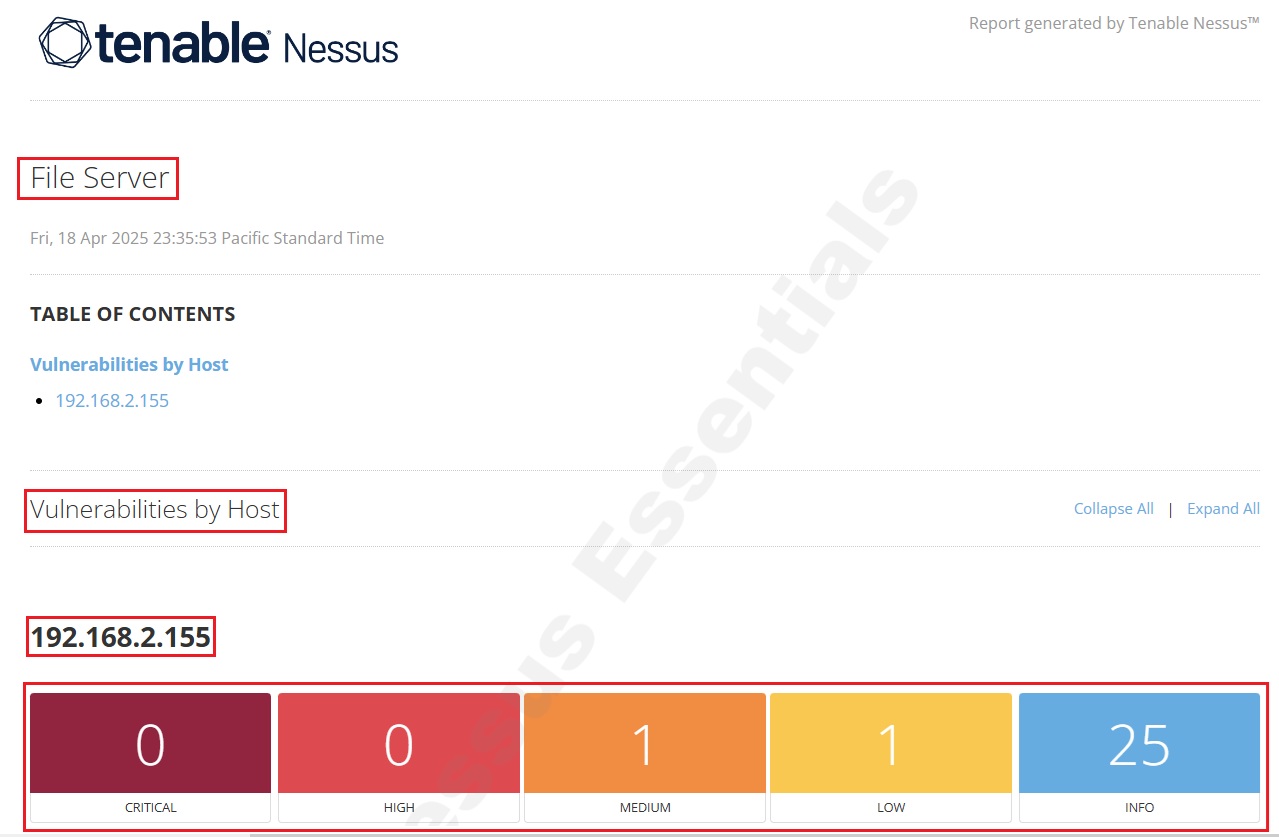 tenable Nessus
Report generated by Tenable Nessus™
File Server
Fri, 18 Apr 2025 23:35:53 Pacific Standard Time
TABLE OF CONTENTS
Vulnerabilities by Host
• 192.168.2.155
Vulnerabilities by Host
Collapse All | Expand All
192.168.2.155
0 0 1 1 25
CRITICAL HIGH MEDIUM LOW INFO
essus Essentials